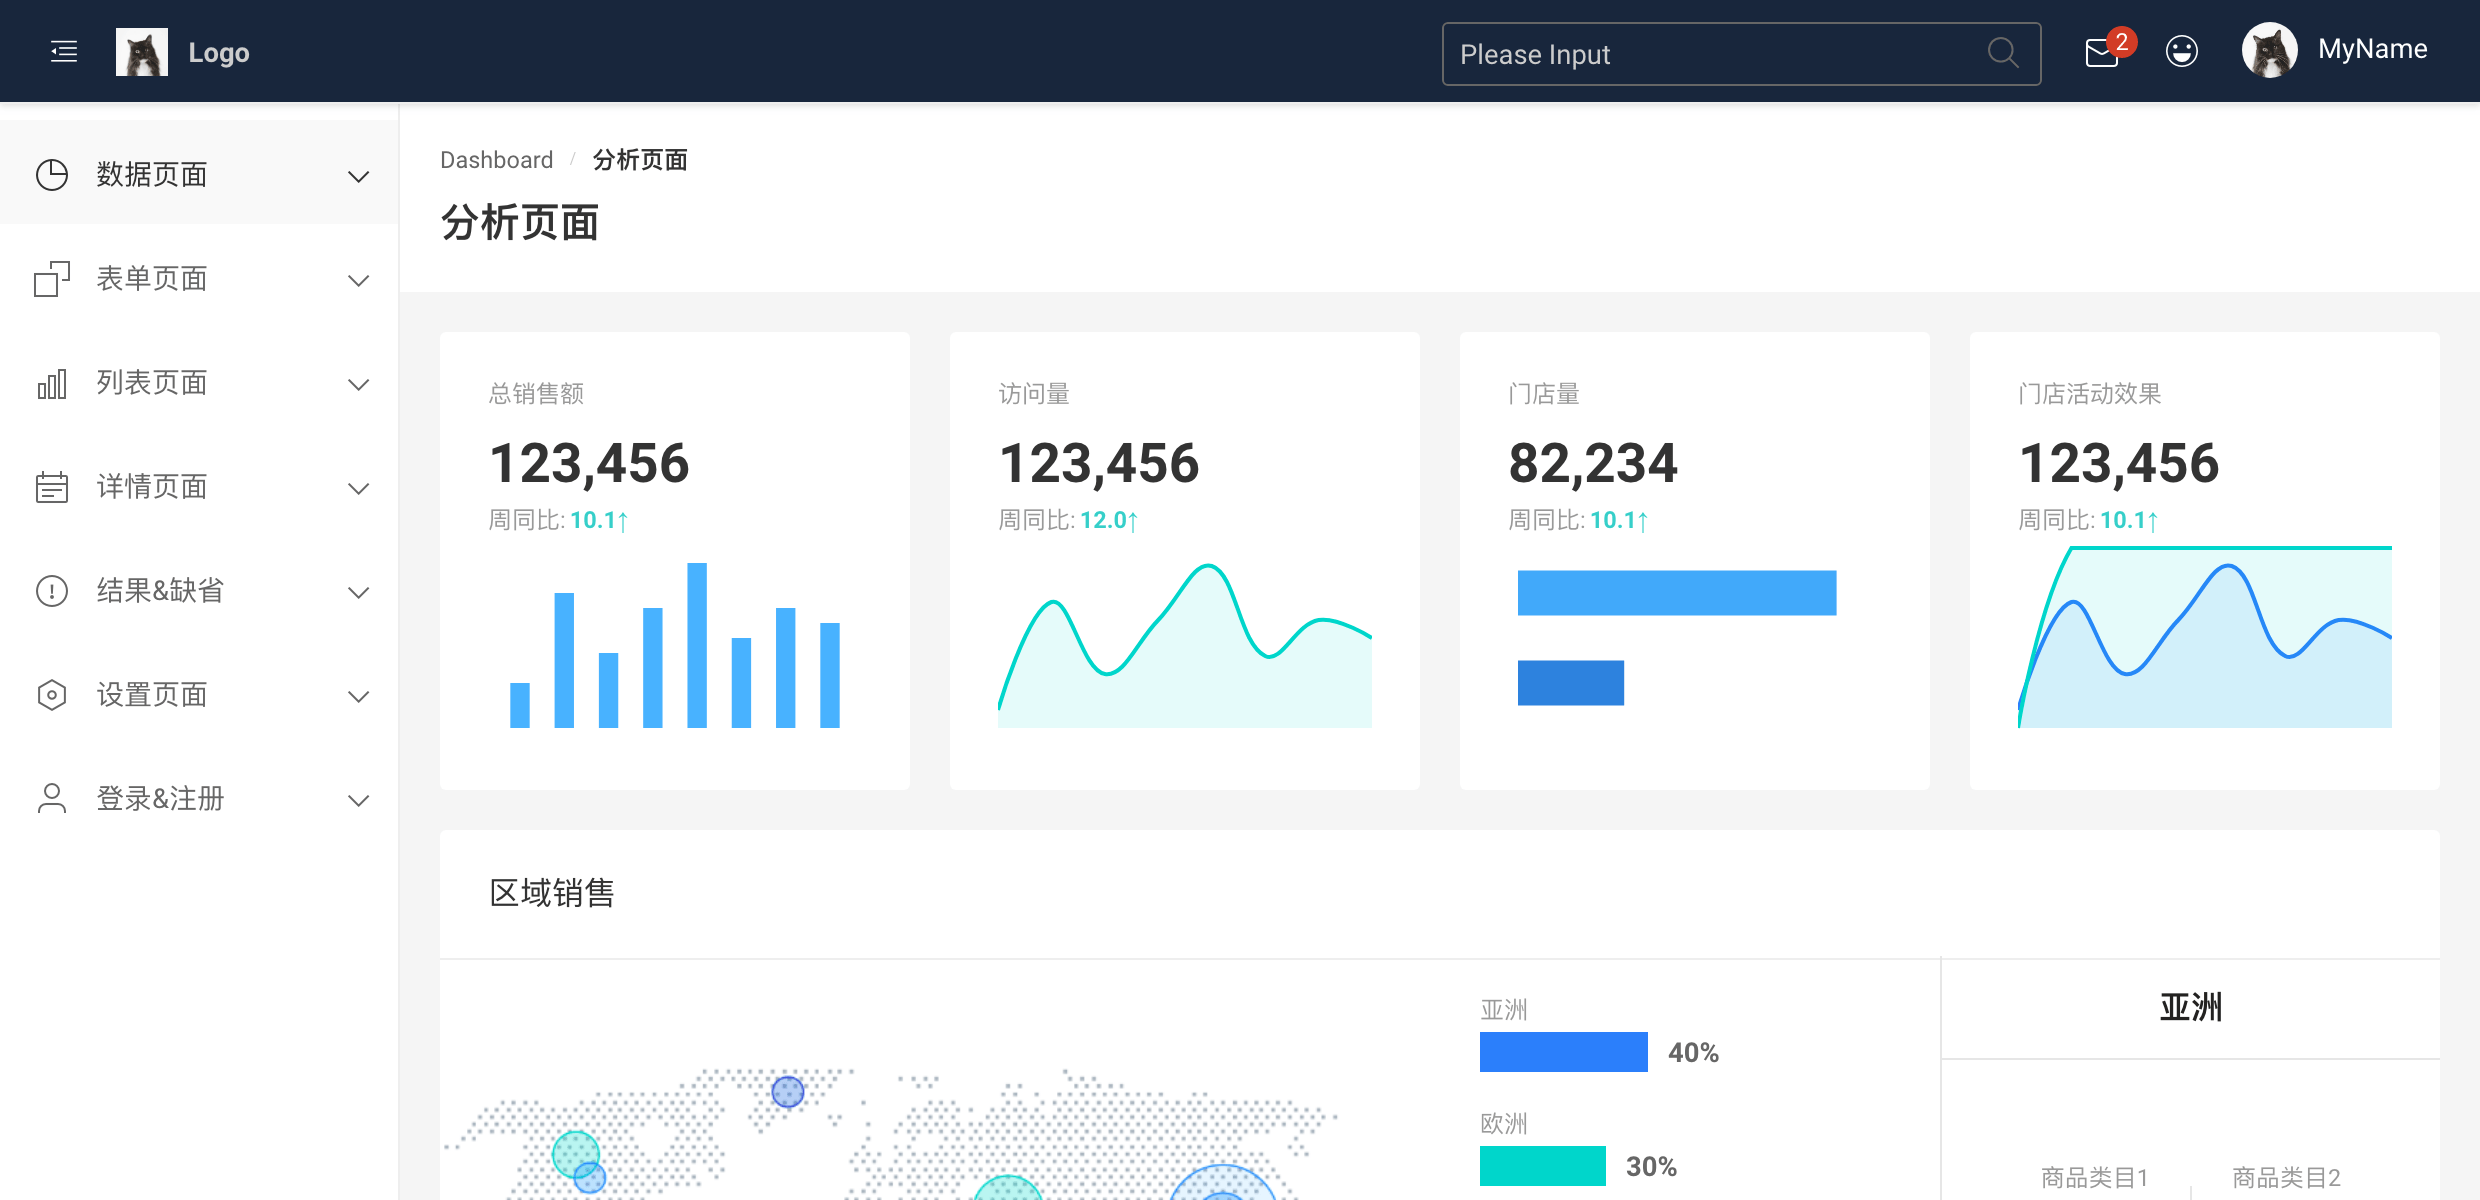 Logo
Please Input
2
MyName
数据页面
表单页面
列表页面
详情页面
结果&缺省
设置页面
登录&注册
Dashboard / 分析页面
分析页面
总销售额
123,456
周同比: 10.1↑
访问量
123,456
周同比: 12.0↑
门店量
82,234
周同比: 10.1↑
门店活动效果
123,456
周同比: 10.1↑
区域销售
亚洲
40%
欧洲
30%
亚洲
商品类目1
商品类目2